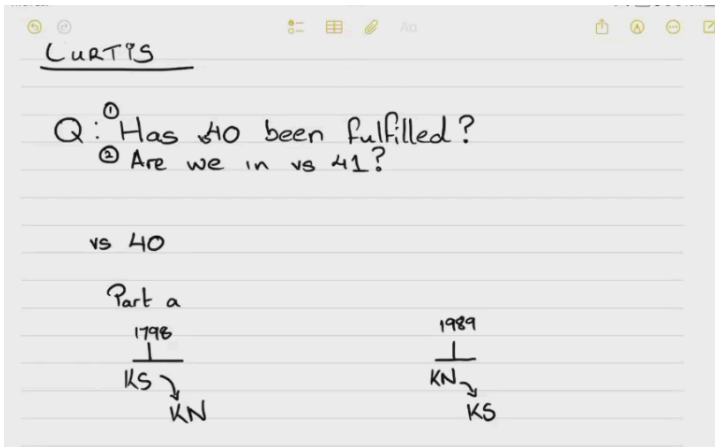 CURTIS
Q: ① Has v40 been fulfilled?
② Are we in vs 41?
vs 40
Part a
1798
1989
KS
KN
KN
KS